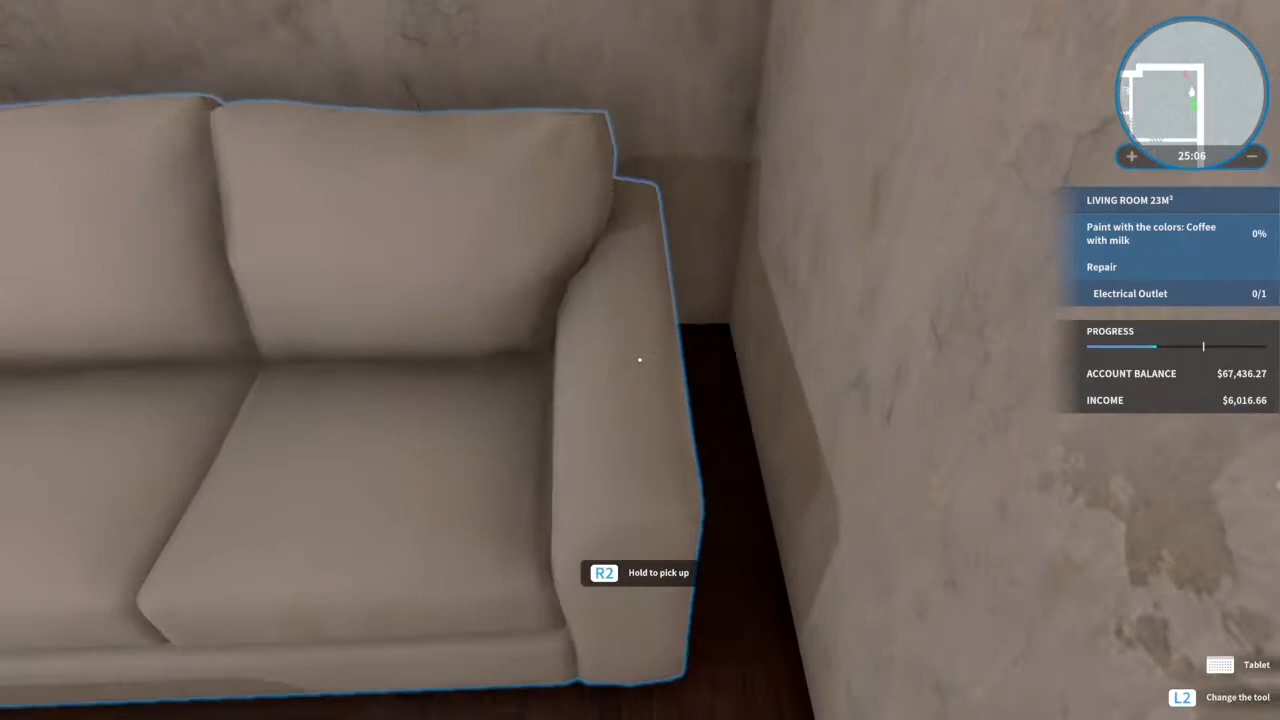 25:06
LIVING ROOM 23M²
Paint with the colors: Coffee 0%
with milk
Repair
Electrical Outlet 0/1
PROGRESS
ACCOUNT BALANCE $67,436.27
INCOME $6,016.66
R2 Hold to pick up
Tablet
L2 Change the tool